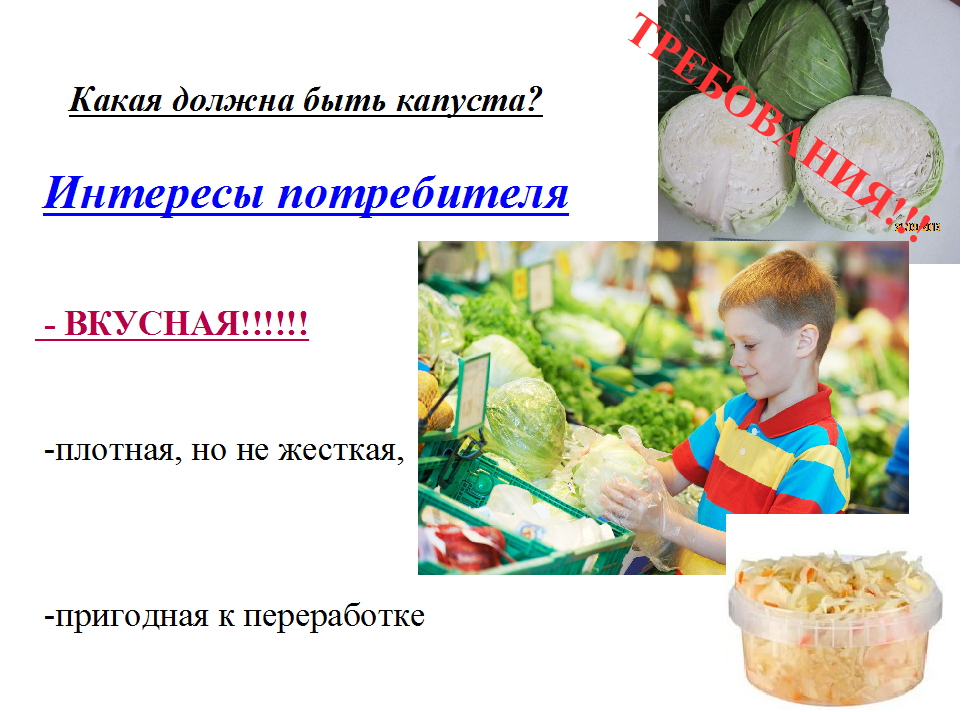 ТРЕБОВАНИЯ!!!
Какая должна быть капуста?
Интересы потребителя
- ВКУСНАЯ!!!!!!
-плотная, но не жесткая,
-пригодная к переработке